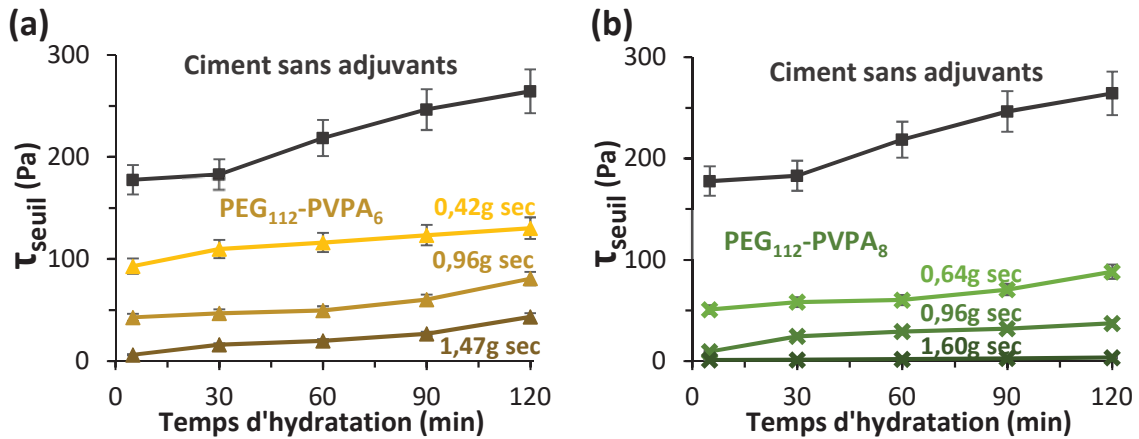 (a)
300
200
100
0
τseuil (Pa)
Ciment sans adjuvants
PEG112-PVPA6
0,42g sec
0,96g sec
1,47g sec
0 30 60 90 120
Temps d'hydratation (min)
(b)
300
200
100
0
τseuil (Pa)
Ciment sans adjuvants
PEG112-PVPA8
0,64g sec
0,96g sec
1,60g sec
0 30 60 90 120
Temps d'hydratation (min)